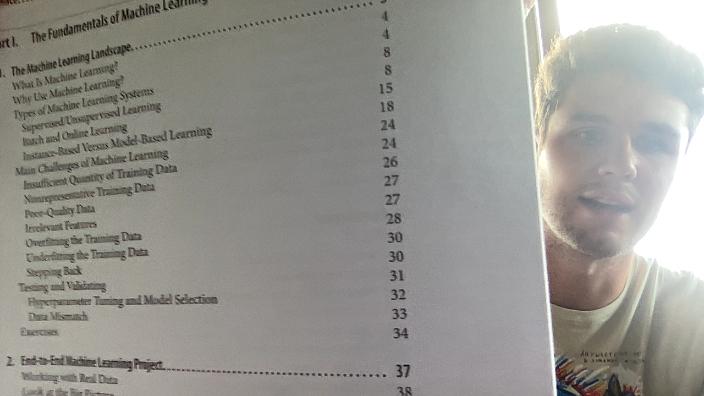 art I. The Fundamentals of Machine Learning
1. The Machine Learning Landscape
What Is Machine Learning? 4
Why Use Machine Learning? 4
Types of Machine Learning Systems 8
Supervised/Unsupervised Learning 8
Batch and Online Learning 15
Instance-Based Versus Model-Based Learning 18
Main Challenges of Machine Learning 24
Insufficient Quantity of Training Data 24
Nonrepresentative Training Data 26
Poor-Quality Data 27
Irrelevant Features 27
Overfitting the Training Data 28
Underfitting the Training Data 30
Stepping Back 30
Testing and Validating 31
Hyperparameter Tuning and Model Selection 32
Data Mismatch 33
Exercises 34
2. End-to-End Machine Learning Project 37
Working with Real Data 38
Look at the Big